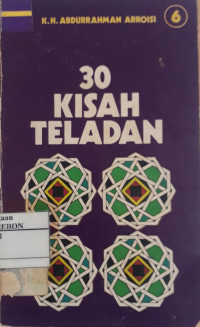 K.H. ABDURRAHMAN ARROISI 6
30
KISAH
TELADAN